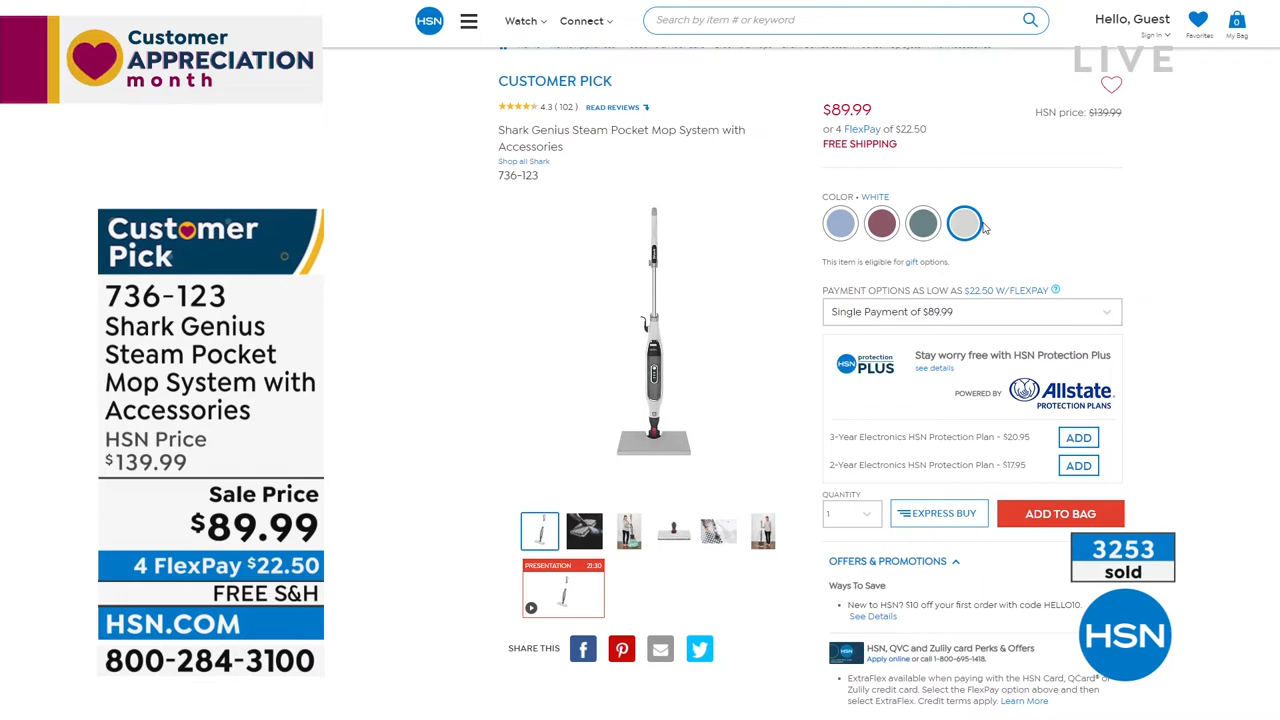 Customer
APPRECIATION
month
HSN
Watch
Connect
Search by item # or keyword
Hello, Guest
Sign in
Favorites
0
My Bag
LIVE
CUSTOMER PICK
4.3 ( 102 ) READ REVIEWS
Shark Genius Steam Pocket Mop System with
Accessories
Shop all Shark
736-123
$89.99
HSN price: $139.99
or 4 FlexPay of $22.50
FREE SHIPPING
COLOR • WHITE
This item is eligible for gift options.
PAYMENT OPTIONS AS LOW AS $22.50 W/FLEXPAY ?
Single Payment of $89.99
HSN protection
PLUS
Stay worry free with HSN Protection Plus
see details
POWERED BY Allstate.
PROTECTION PLANS
3-Year Electronics HSN Protection Plan - $20.95 ADD
2-Year Electronics HSN Protection Plan - $17.95 ADD
QUANTITY
1
EXPRESS BUY
ADD TO BAG
OFFERS & PROMOTIONS
Ways To Save
• New to HSN? $10 off your first order with code HELLO10.
See Details
HSN, QVC and Zulily card Perks & Offers
Apply online or call 1-800-695-1418.
• ExtraFlex available when paying with the HSN Card, QCard® or
Zulily credit card. Select the FlexPay option above and then
select ExtraFlex. Credit terms apply. Learn More
PRESENTATION 21:30
SHARE THIS
Customer
Pick
736-123
Shark Genius
Steam Pocket
Mop System with
Accessories
HSN Price
$139.99
Sale Price
$89.99
4 FlexPay $22.50
FREE S&H
HSN.COM
800-284-3100
3253
sold
HSN